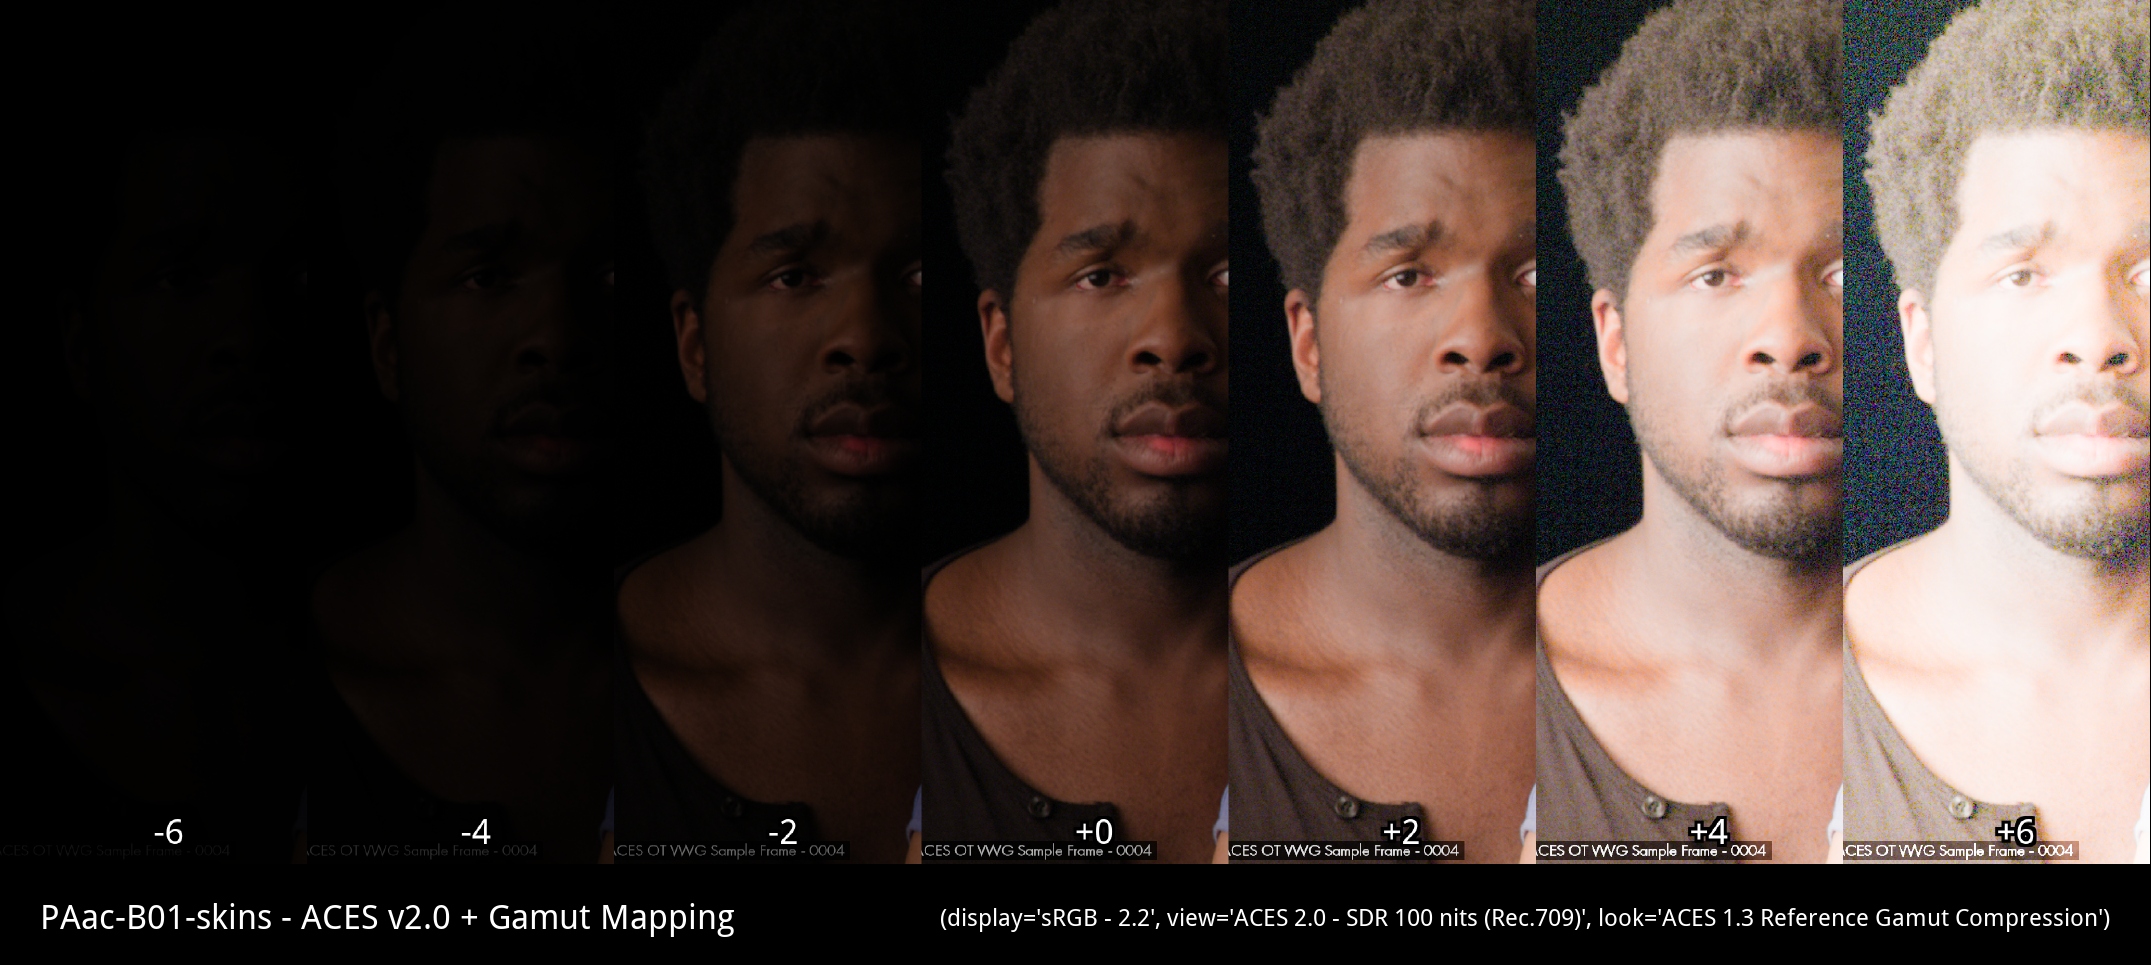 -6 -4 -2 +0 +2 +4 +6
CES OT VWG Sample Frame - 0004 ACES OT VWG Sample Frame - 0004 ACES OT VWG Sample Frame - 0004 ACES OT VWG Sample Frame - 0004 ACES OT VWG Sample Frame - 0004 ACES OT VWG Sample Frame - 0004 ACES OT VWG Sample Frame - 0004
PAac-B01-skins - ACES v2.0 + Gamut Mapping (display='sRGB - 2.2', view='ACES 2.0 - SDR 100 nits (Rec.709)', look='ACES 1.3 Reference Gamut Compression')